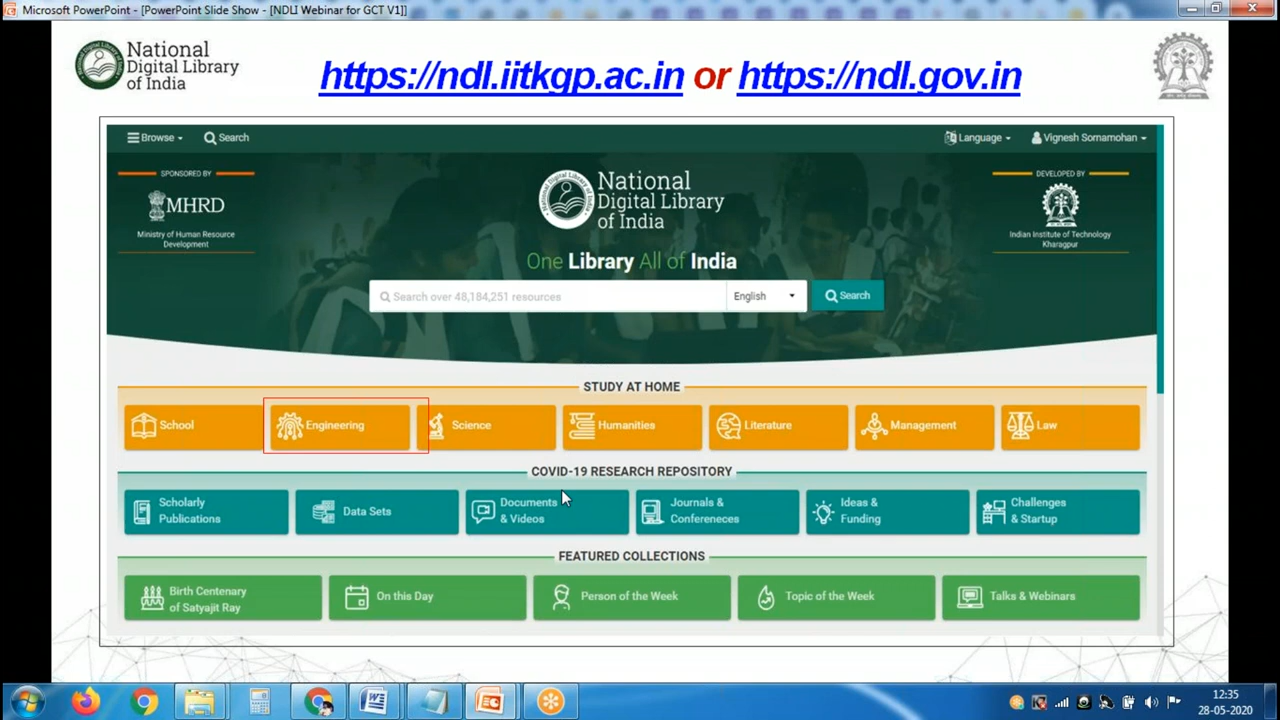 Microsoft PowerPoint - [PowerPoint Slide Show - [NDLI Webinar for GCT V1]]
National
Digital Library
of India
https://ndl.iitkgp.ac.in or https://ndl.gov.in
Browse
Search
Language
Vignesh Sornamohan
SPONSORED BY
MHRD
Ministry of Human Resource
Development
National
Digital Library
of India
DEVELOPED BY
Indian Institute of Technology
Kharagpur
One Library All of India
Search over 48,184,251 resources
English
Search
STUDY AT HOME
School
Engineering
Science
Humanities
Literature
Management
Law
COVID-19 RESEARCH REPOSITORY
Scholarly
Publications
Data Sets
Documents
& Videos
Journals &
Confereneces
Ideas &
Funding
Challenges
& Startup
FEATURED COLLECTIONS
Birth Centenary
of Satyajit Ray
On this Day
Person of the Week
Topic of the Week
Talks & Webinars
12:35
28-05-2020